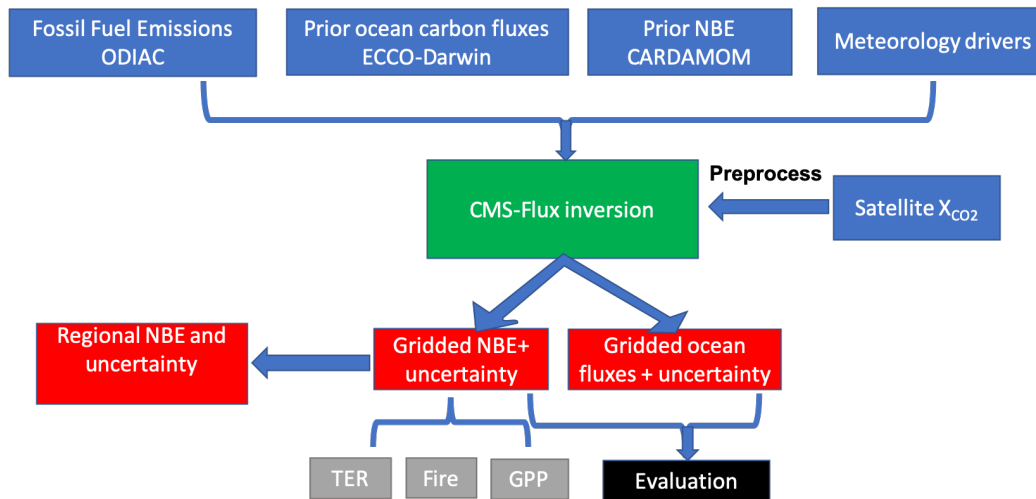 Fossil Fuel Emissions
ODIAC
Prior ocean carbon fluxes
ECCO-Darwin
Prior NBE
CARDAMOM
Meteorology drivers
CMS-Flux inversion
Preprocess
Satellite X_CO2
Regional NBE and
uncertainty
Gridded NBE+
uncertainty
Gridded ocean
fluxes + uncertainty
TER
Fire
GPP
Evaluation